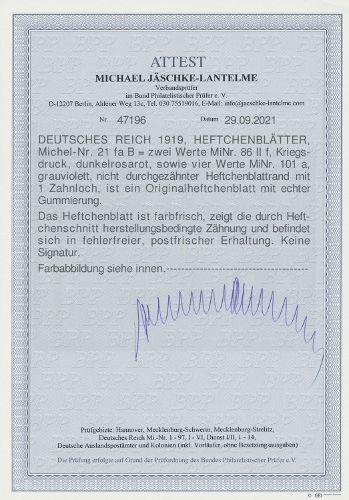 ATTEST
MICHAEL JÄSCHKE-LANTELME
Verbandsprüfer
im Bund Philatelistischer Prüfer e. V.
D-12207 Berlin, Ahlener Weg 13c, Tel. 030 75519016, E-Mail: info@jaeschke-lantelme.com
Nr. 47196 Datum 29.09.2021
DEUTSCHES REICH 1919, HEFTCHENBLÄTTER,
Michel-Nr. 21 fa B = zwei Werte MiNr. 86 II f, Kriegs-
druck, dunkelrosarot, sowie vier Werte MiNr. 101 a,
grauviolett, nicht durchgezähnter Heftchenblattrand mit
1 Zahnloch, ist ein Originalheftchenblatt mit echter
Gummierung.
Das Heftchenblatt ist farbfrisch, zeigt die durch Heft-
chenschnitt herstellungsbedingte Zähnung und befindet
sich in fehlerfreier, postfrischer Erhaltung. Keine
Signatur.
Farbabbildung siehe innen.--------------------------------
Prüfgebiete: Hannover, Mecklenburg-Schwerin, Mecklenburg-Strelitz,
Deutsches Reich Mi.-Nr. 1 - 97, I - VI, Dienst I/II, 1 - 14,
Deutsche Auslandspostämter und Kolonien (inkl. Vorläufer, ohne Besetzungsausgaben)
Die Prüfung erfolgte auf Grund der Prüfordnung des Bundes Philatelistischer Prüfer e. V.